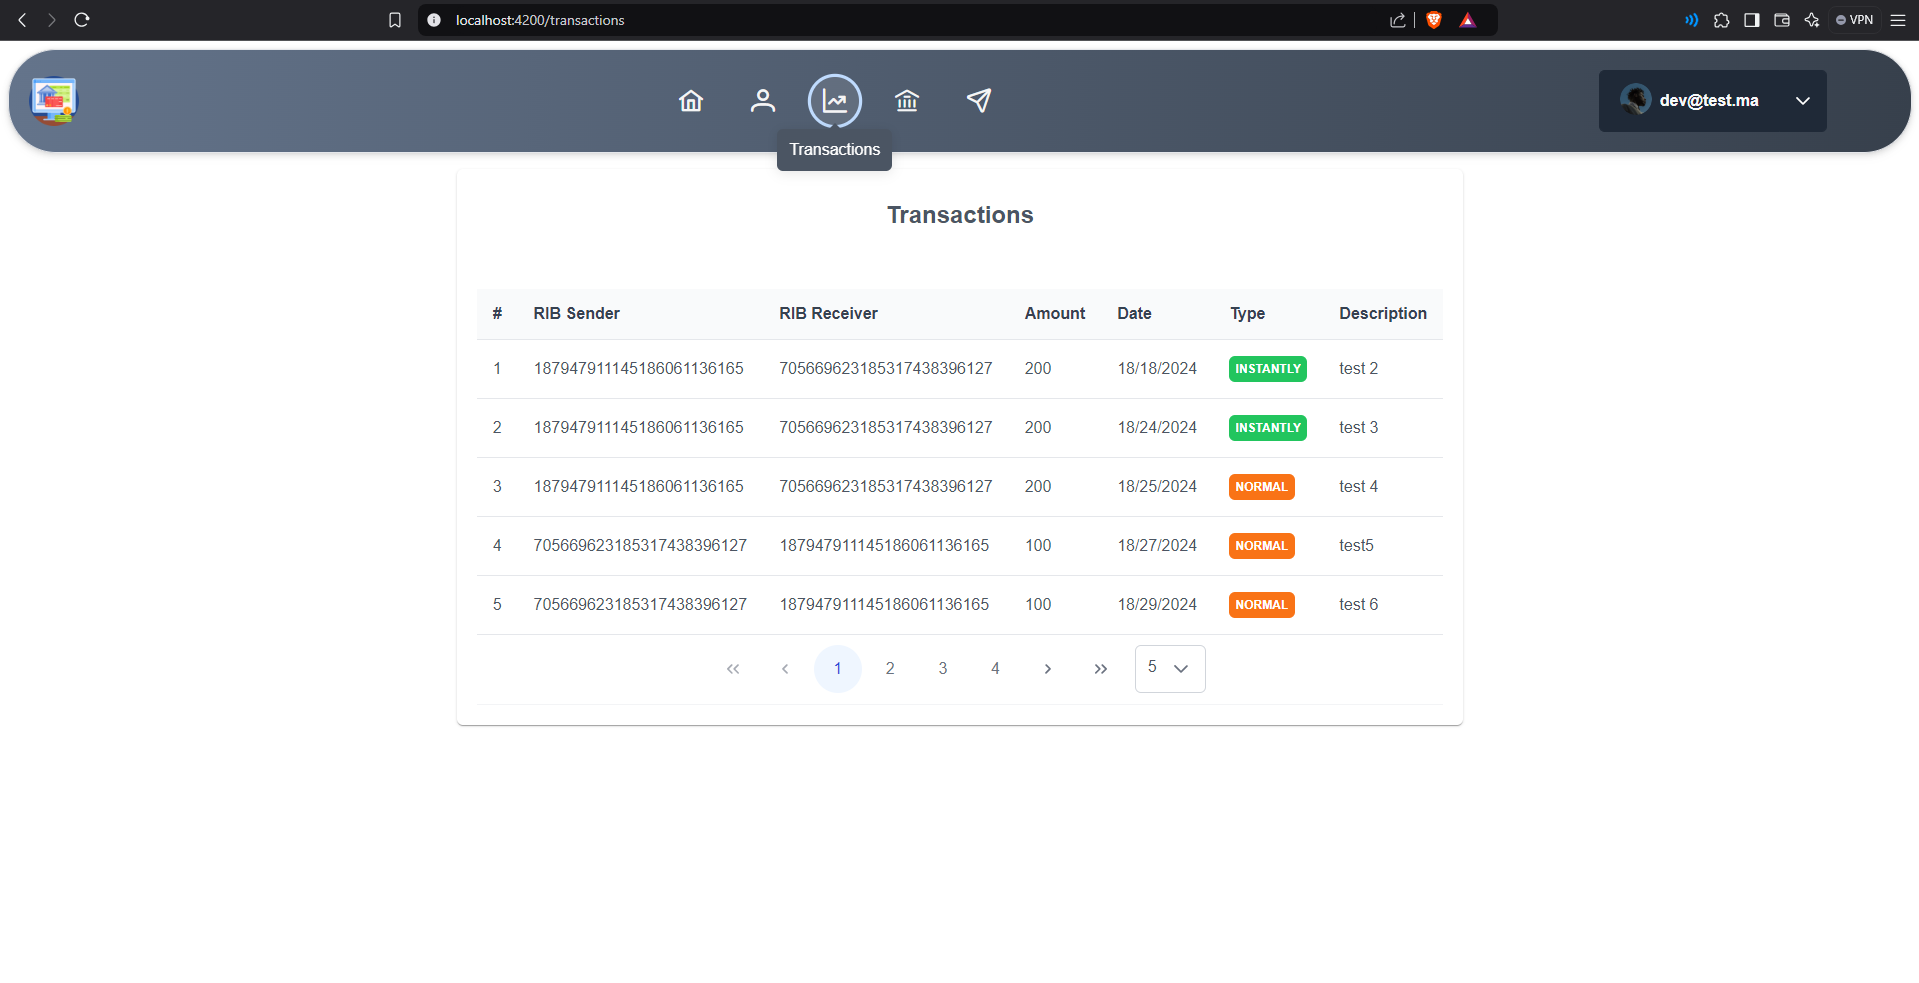 localhost:4200/transactions
VPN
dev@test.ma
Transactions
Transactions
# RIB Sender RIB Receiver Amount Date Type Description
1 187947911145186061136165 705669623185317438396127 200 18/18/2024 INSTANTLY test 2
2 187947911145186061136165 705669623185317438396127 200 18/24/2024 INSTANTLY test 3
3 187947911145186061136165 705669623185317438396127 200 18/25/2024 NORMAL test 4
4 705669623185317438396127 187947911145186061136165 100 18/27/2024 NORMAL test5
5 705669623185317438396127 187947911145186061136165 100 18/29/2024 NORMAL test 6
1 2 3 4 5